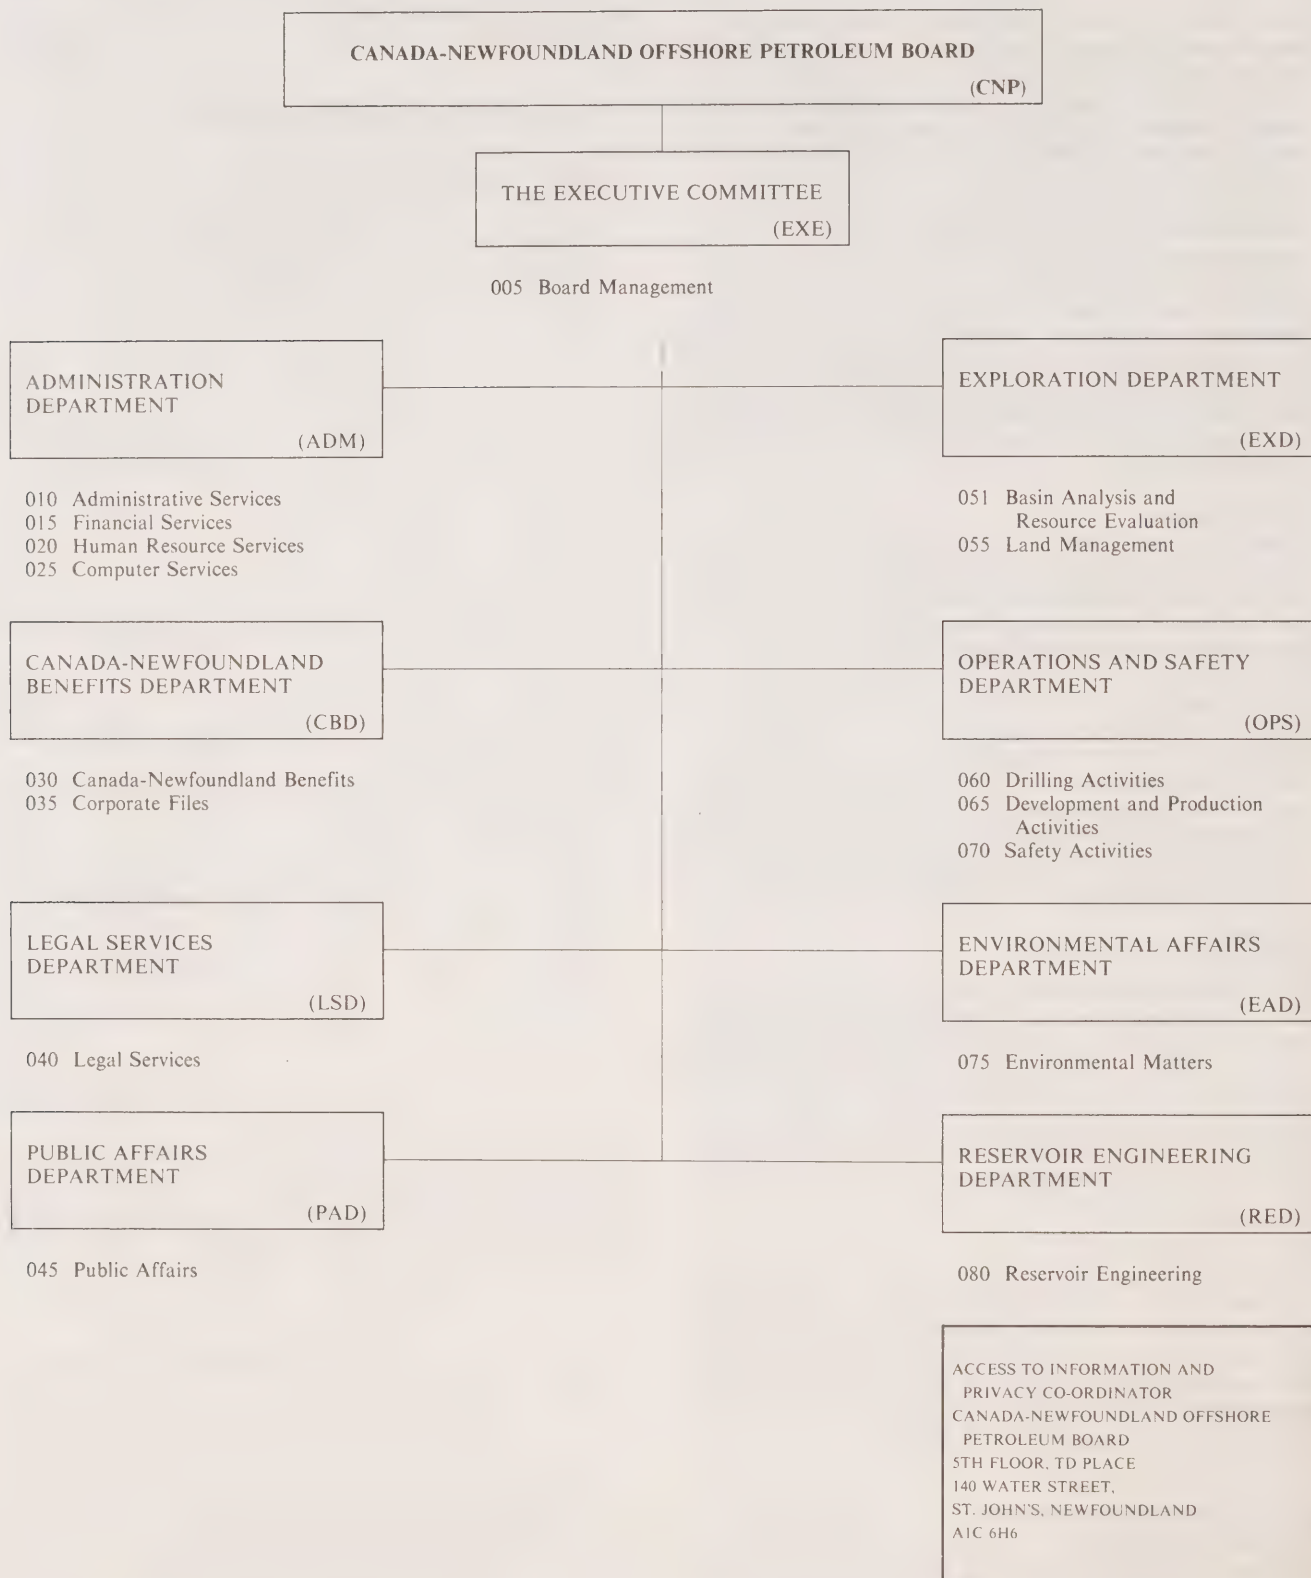 CANADA-NEWFOUNDLAND OFFSHORE PETROLEUM BOARD
(CNP)
THE EXECUTIVE COMMITTEE
(EXE)
005 Board Management
ADMINISTRATION
DEPARTMENT
(ADM)
010 Administrative Services
015 Financial Services
020 Human Resource Services
025 Computer Services
EXPLORATION DEPARTMENT
(EXD)
051 Basin Analysis and
Resource Evaluation
055 Land Management
CANADA-NEWFOUNDLAND
BENEFITS DEPARTMENT
(CBD)
030 Canada-Newfoundland Benefits
035 Corporate Files
OPERATIONS AND SAFETY
DEPARTMENT
(OPS)
060 Drilling Activities
065 Development and Production
Activities
070 Safety Activities
LEGAL SERVICES
DEPARTMENT
(LSD)
040 Legal Services
ENVIRONMENTAL AFFAIRS
DEPARTMENT
(EAD)
075 Environmental Matters
PUBLIC AFFAIRS
DEPARTMENT
(PAD)
045 Public Affairs
RESERVOIR ENGINEERING
DEPARTMENT
(RED)
080 Reservoir Engineering
ACCESS TO INFORMATION AND
PRIVACY CO-ORDINATOR
CANADA-NEWFOUNDLAND OFFSHORE
PETROLEUM BOARD
5TH FLOOR, TD PLACE
140 WATER STREET,
ST. JOHN'S, NEWFOUNDLAND
A1C 6H6